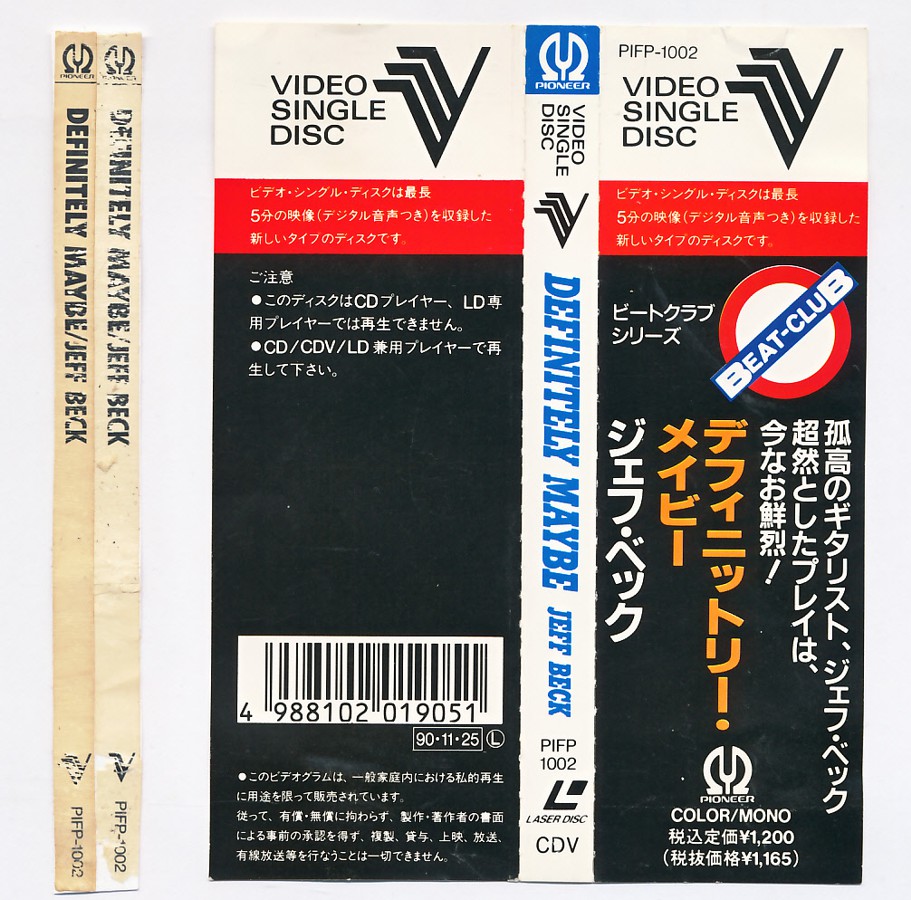 PIONEER
DEFINITELY MAYBE/JEFF BECK
PIFP-1002
PIONEER
DEFINITELY MAYBE/JEFF BECK
PIFP-1002
VIDEO
SINGLE
DISC
ビデオ・シングル・ディスクは最長
5分の映像(デジタル音声つき)を収録した
新しいタイプのディスクです。
ご注意
●このディスクはCDプレイヤー、LD専
用プレイヤーでは再生できません。
●CD/CDV/LD兼用プレイヤーで再
生して下さい。
4 988102 019051
90・11・25 Ⓛ
●このビデオグラムは、一般家庭内における私的再生
に用途を限って販売されています。
従って、有償・無償に拘わらず、製作・著作者の書面
による事前の承認を得ず、複製、貸与、上映、放送、
有線放送等を行なうことは一切できません。
PIONEER
VIDEO
SINGLE
DISC
DEFINITELY MAYBE JEFF BECK
PIFP
1002
LASER DISC
CDV
PIFP-1002
VIDEO
SINGLE
DISC
ビデオ・シングル・ディスクは最長
5分の映像(デジタル音声つき)を収録した
新しいタイプのディスクです。
ビートクラブ
シリーズ
BEAT-CLUB
孤高のギタリスト、ジェフ・ベック
超然としたプレイは、
今なお鮮烈!
デフィニットリー・
メイビー
ジェフ・ベック
PIONEER
COLOR/MONO
税込定価¥1,200
(税抜価格¥1,165)